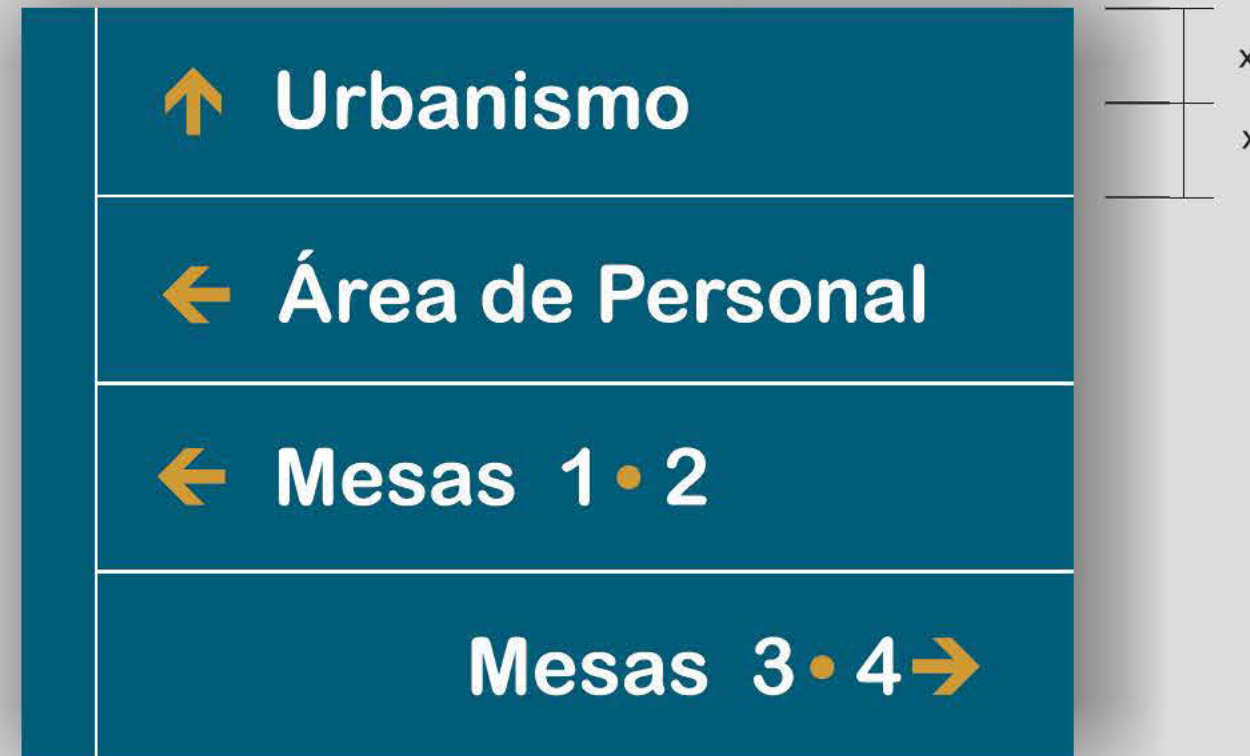 ↑ Urbanismo
← Área de Personal
← Mesas 1 • 2
Mesas 3 • 4 →
x
x